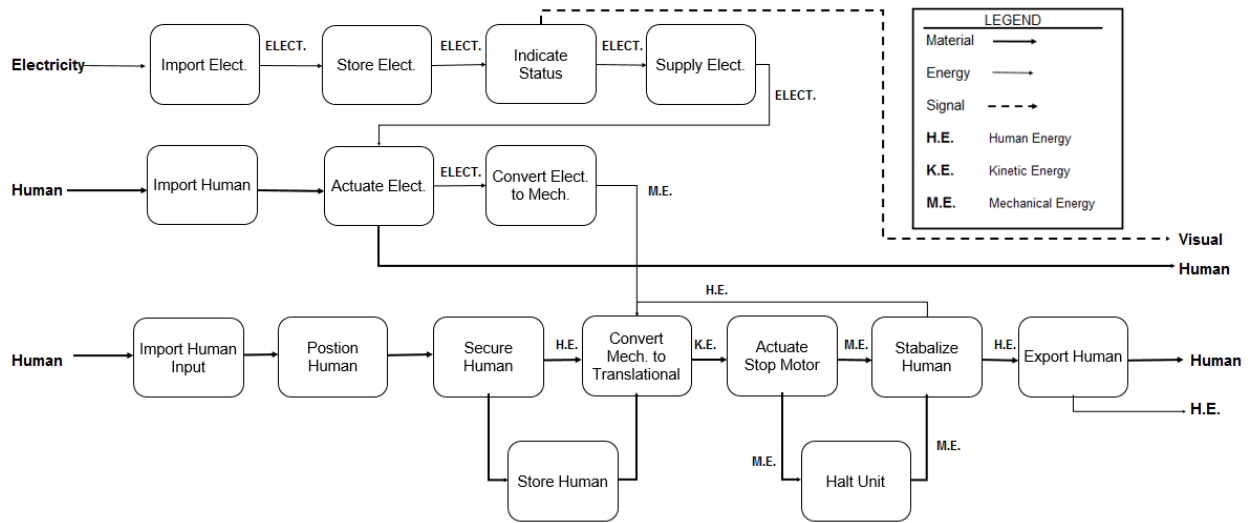 LEGEND
Material
Energy
Signal
H.E. Human Energy
K.E. Kinetic Energy
M.E. Mechanical Energy
Electricity
Import Elect.
ELECT.
Store Elect.
ELECT.
Indicate
Status
ELECT.
Supply Elect.
ELECT.
Human
Import Human
Actuate Elect.
ELECT.
Convert Elect.
to Mech.
M.E.
Visual
Human
H.E.
Human
Import Human
Input
Postion
Human
Secure
Human
H.E.
Convert
Mech. to
Translational
K.E.
Actuate
Stop Motor
M.E.
Stabalize
Human
H.E.
Export Human
Human
H.E.
Store Human
M.E.
Halt Unit
M.E.